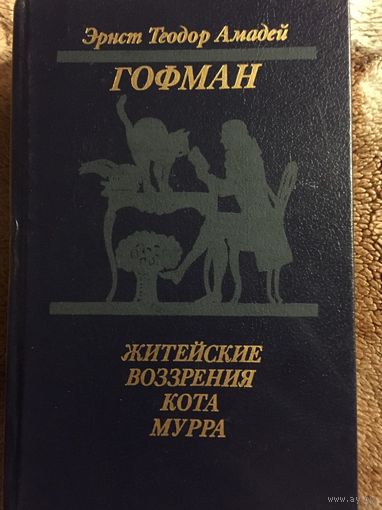 Эрнст Теодор Амадей
ГОФМАН
ЖИТЕЙСКИЕ
ВОЗЗРЕНИЯ
КОТА
МУРРА